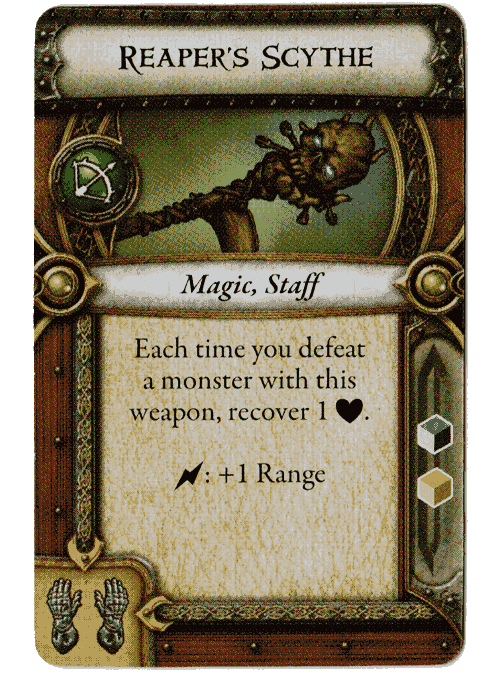 Reaper's Scythe
Magic, Staff
Each time you defeat
a monster with this
weapon, recover 1 ♥.
: +1 Range